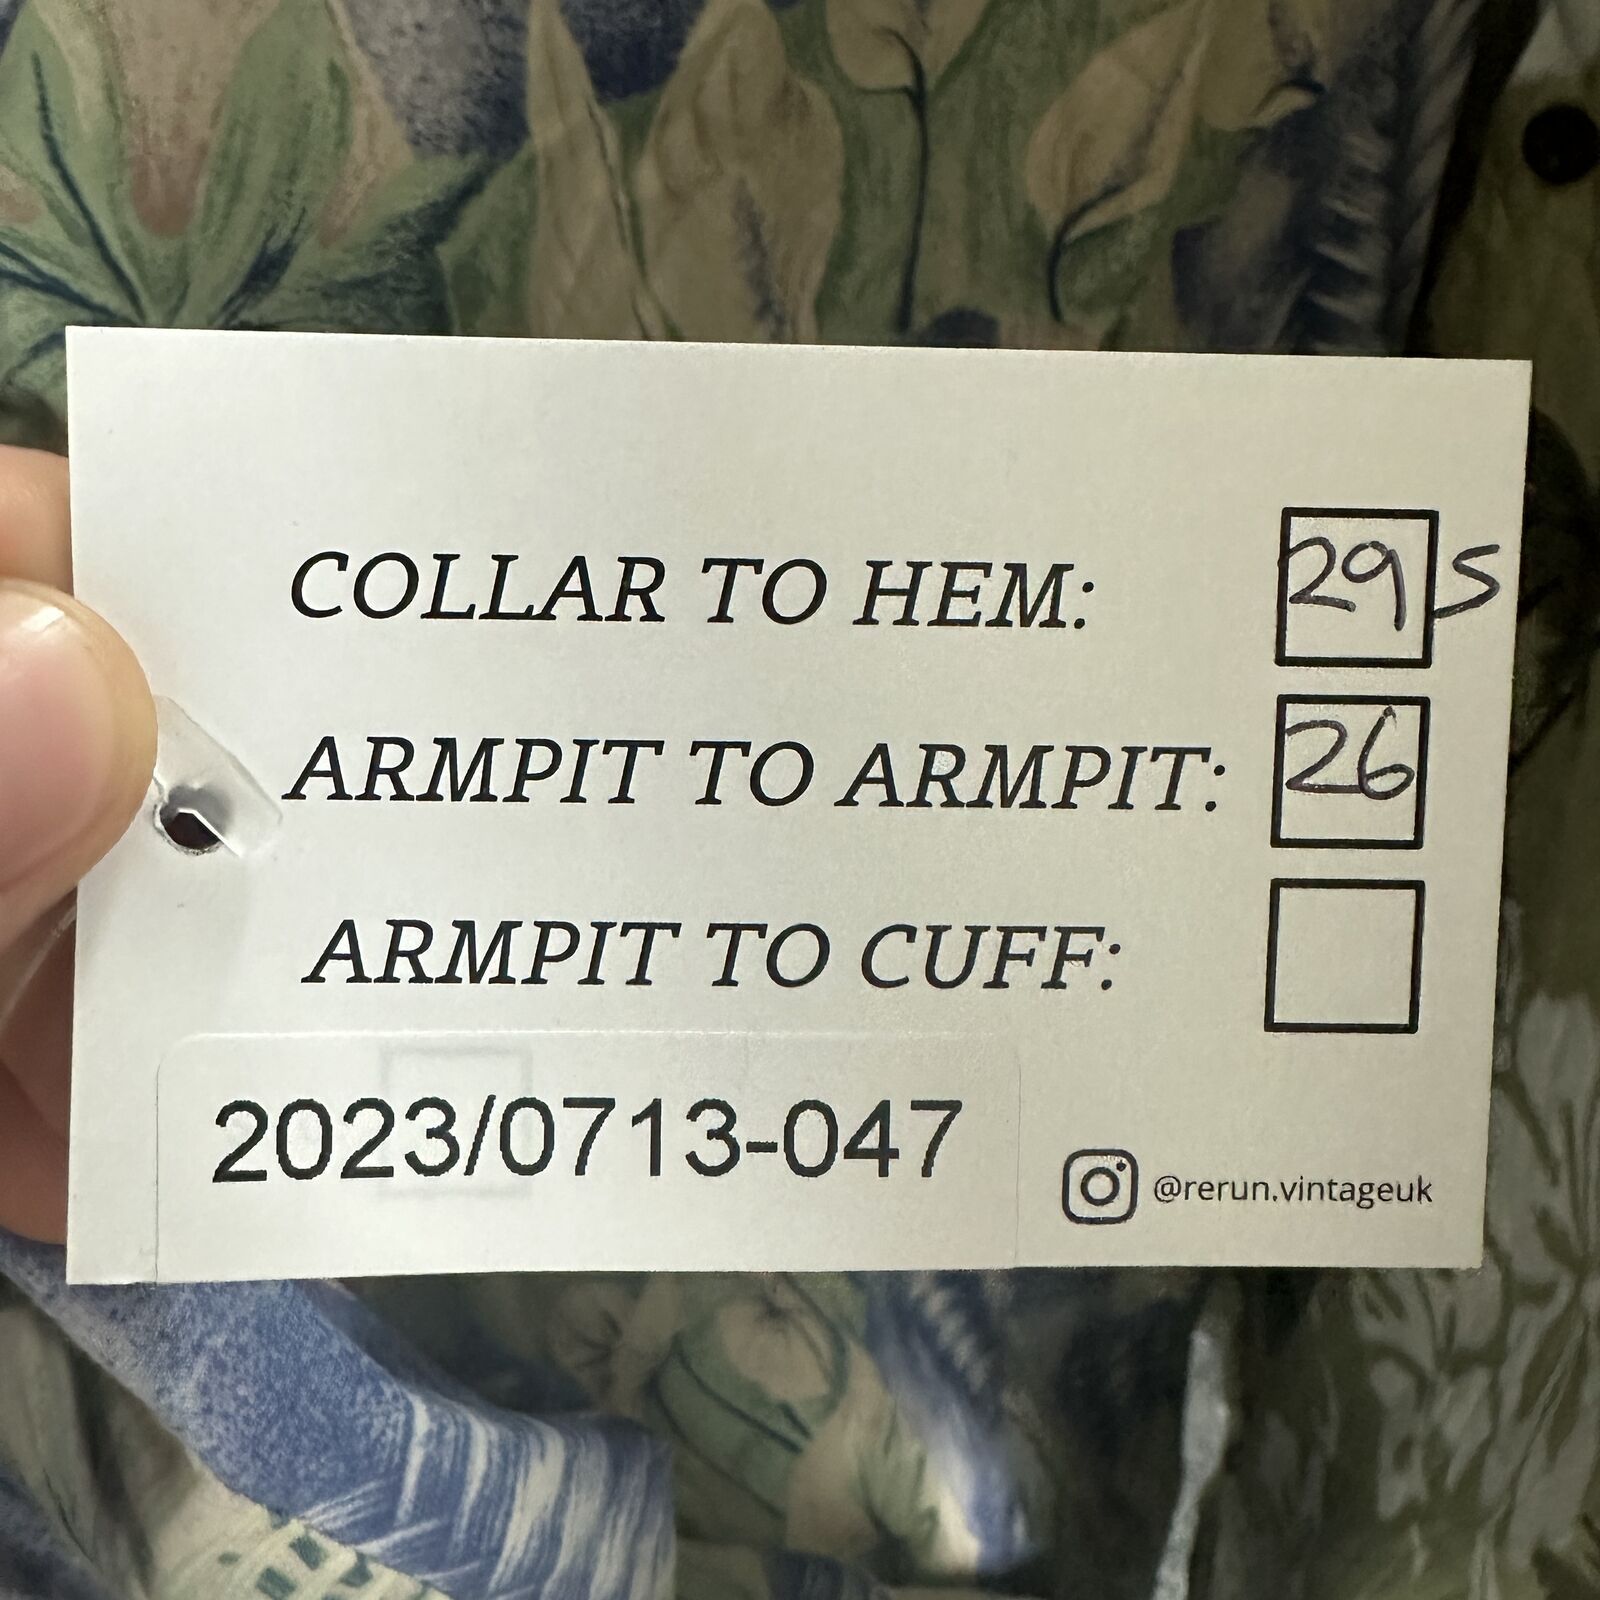 COLLAR TO HEM: 29 5
ARMPIT TO ARMPIT: 26
ARMPIT TO CUFF:
2023/0713-047
@rerun.vintageuk